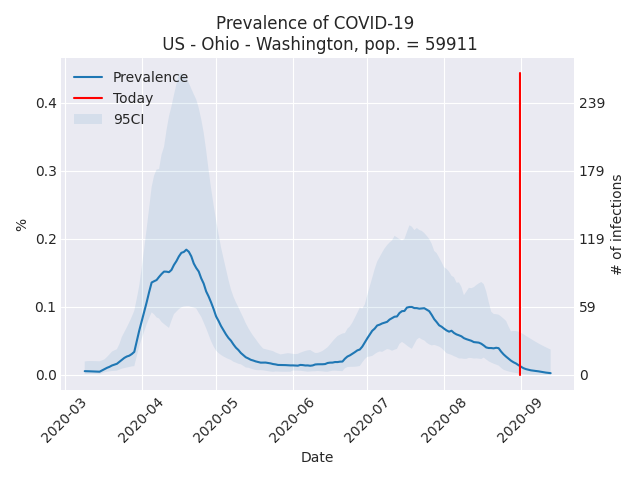 Prevalence of COVID-19
US - Ohio - Washington, pop. = 59911
Prevalence
Today
95CI
0.4
0.3
0.2
0.1
0.0
%
239
179
119
59
0
# of infections
2020-03
2020-04
2020-05
2020-06
2020-07
2020-08
2020-09
Date